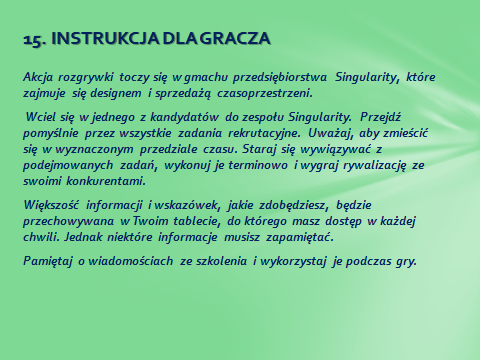 15. INSTRUKCJA DLA GRACZA
Akcja rozgrywki toczy się w gmachu przedsiębiorstwa Singularity, które
zajmuje się designem i sprzedażą czasoprzestrzeni.
Wciel się w jednego z kandydatów do zespołu Singularity. Przejdź
pomyślnie przez wszystkie zadania rekrutacyjne. Uważaj, aby zmieścić
się w wyznaczonym przedziale czasu. Staraj się wywiązywać z
podejmowanych zadań, wykonuj je terminowo i wygraj rywalizację ze
swoimi konkurentami.
Większość informacji i wskazówek, jakie zdobędziesz, będzie
przechowywana w Twoim tablecie, do którego masz dostęp w każdej
chwili. Jednak niektóre informacje musisz zapamiętać.
Pamiętaj o wiadomościach ze szkolenia i wykorzystaj je podczas gry.